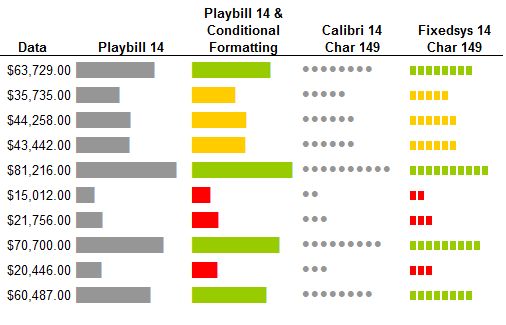 Data
Playbill 14
Playbill 14 &
Conditional
Formatting
Calibri 14
Char 149
Fixedsys 14
Char 149
$63,729.00
$35,735.00
$44,258.00
$43,442.00
$81,216.00
$15,012.00
$21,756.00
$70,700.00
$20,446.00
$60,487.00